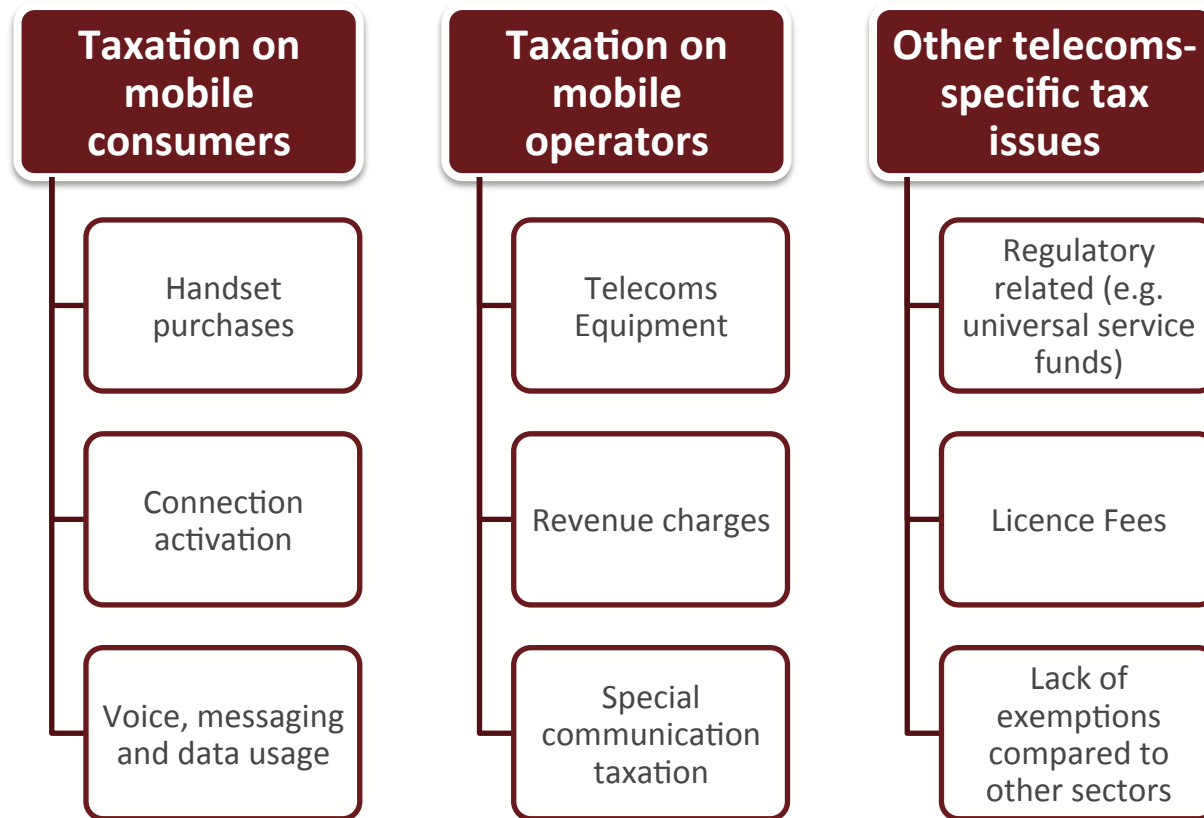 Taxation on
mobile
consumers
Handset
purchases
Connection
activation
Voice, messaging
and data usage
Taxation on
mobile
operators
Telecoms
Equipment
Revenue charges
Special
communication
taxation
Other telecoms-
specific tax
issues
Regulatory
related (e.g.
universal service
funds)
Licence Fees
Lack of
exemptions
compared to
other sectors